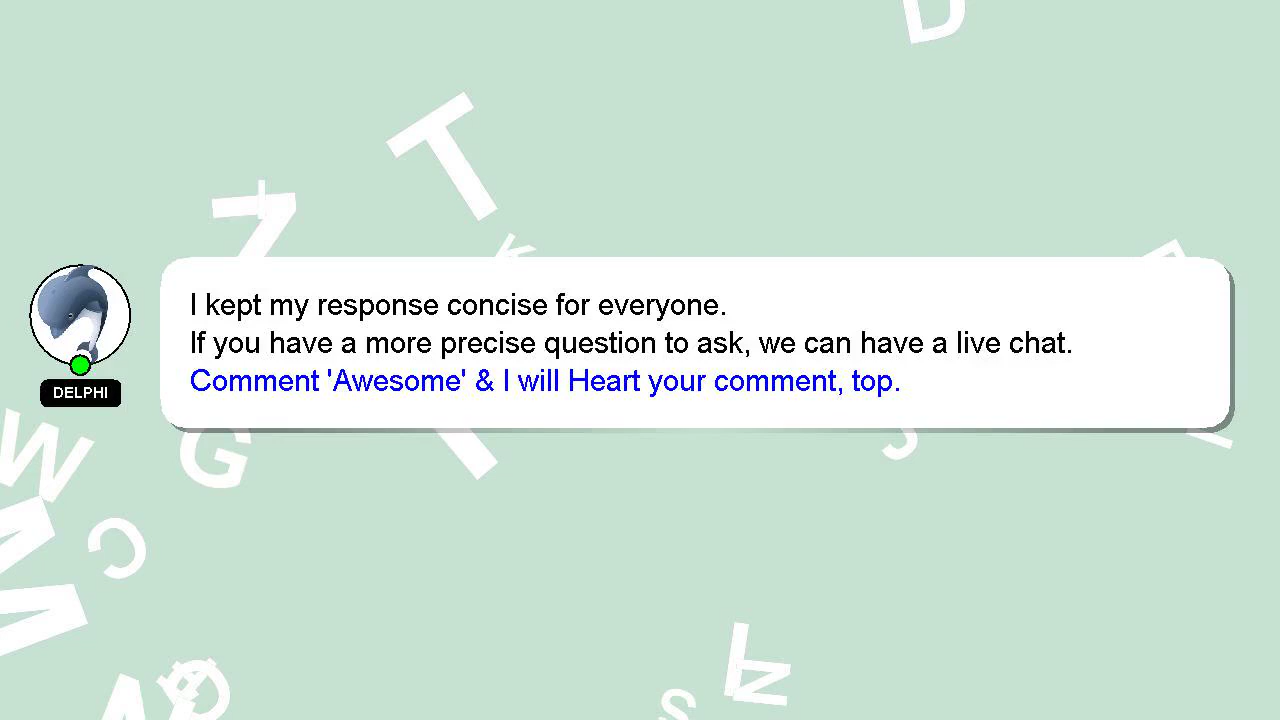 I kept my response concise for everyone.
If you have a more precise question to ask, we can have a live chat.
Comment 'Awesome' & I will Heart your comment, top.
DELPHI
D
T
Z
I
K
W
G
C
M
S
Z